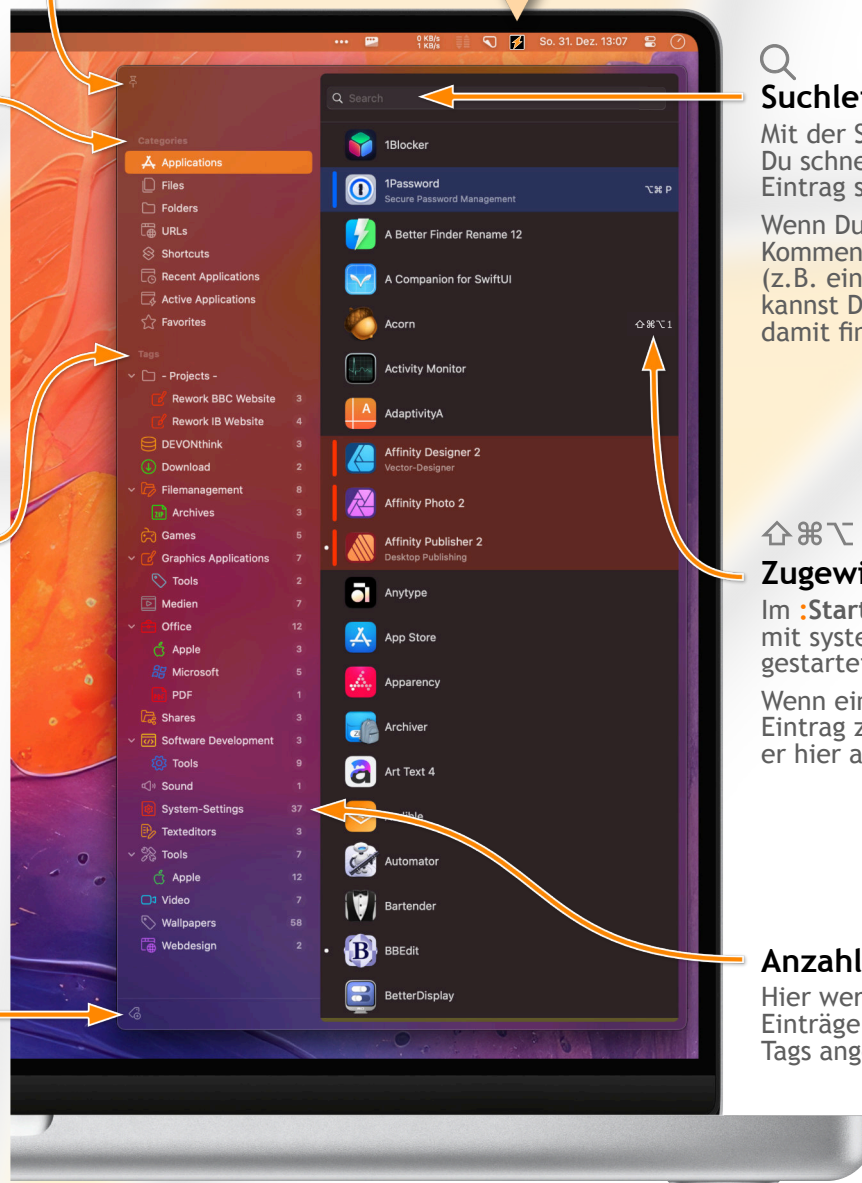 0 KB/s
1 KB/s
So. 31. Dez. 13:07
Search
Categories
Applications
Files
Folders
URLs
Shortcuts
Recent Applications
Active Applications
Favorites
Tags
- Projects -
Rework BBC Website 3
Rework IB Website 4
DEVONthink 3
Download 2
Filemanagement 8
Archives 3
Games 5
Graphics Applications 7
Tools 2
Medien 7
Office 12
Apple 3
Microsoft 5
PDF 1
Shares 3
Software Development 3
Tools 9
Sound 1
System-Settings 37
Texteditors 3
Tools 7
Apple 12
Video 7
Wallpapers 58
Webdesign 2
1Blocker
1Password
Secure Password Management
⌥⌘ P
A Better Finder Rename 12
A Companion for SwiftUI
Acorn
⇧⌘⌥ 1
Activity Monitor
AdaptivityA
Affinity Designer 2
Vector-Designer
Affinity Photo 2
Affinity Publisher 2
Desktop Publishing
Anytype
App Store
Apparency
Archiver
Art Text 4
Automator
Bartender
BBEdit
BetterDisplay
Suchle
Mit der S
Du schne
Eintrag s
Wenn Du
Kommen
(z.B. ein
kannst D
damit fin
⇧⌘⌥
Zugewi
Im :Start
mit syste
gestarte
Wenn ein
Eintrag z
er hier a
Anzahl
Hier wer
Einträge
Tags ang